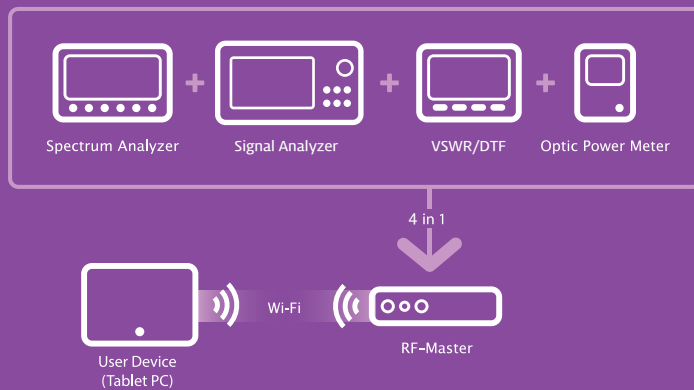 Spectrum Analyzer
Signal Analyzer
VSWR/DTF
Optic Power Meter
4 in 1
Wi-Fi
RF-Master
User Device
(Tablet PC)